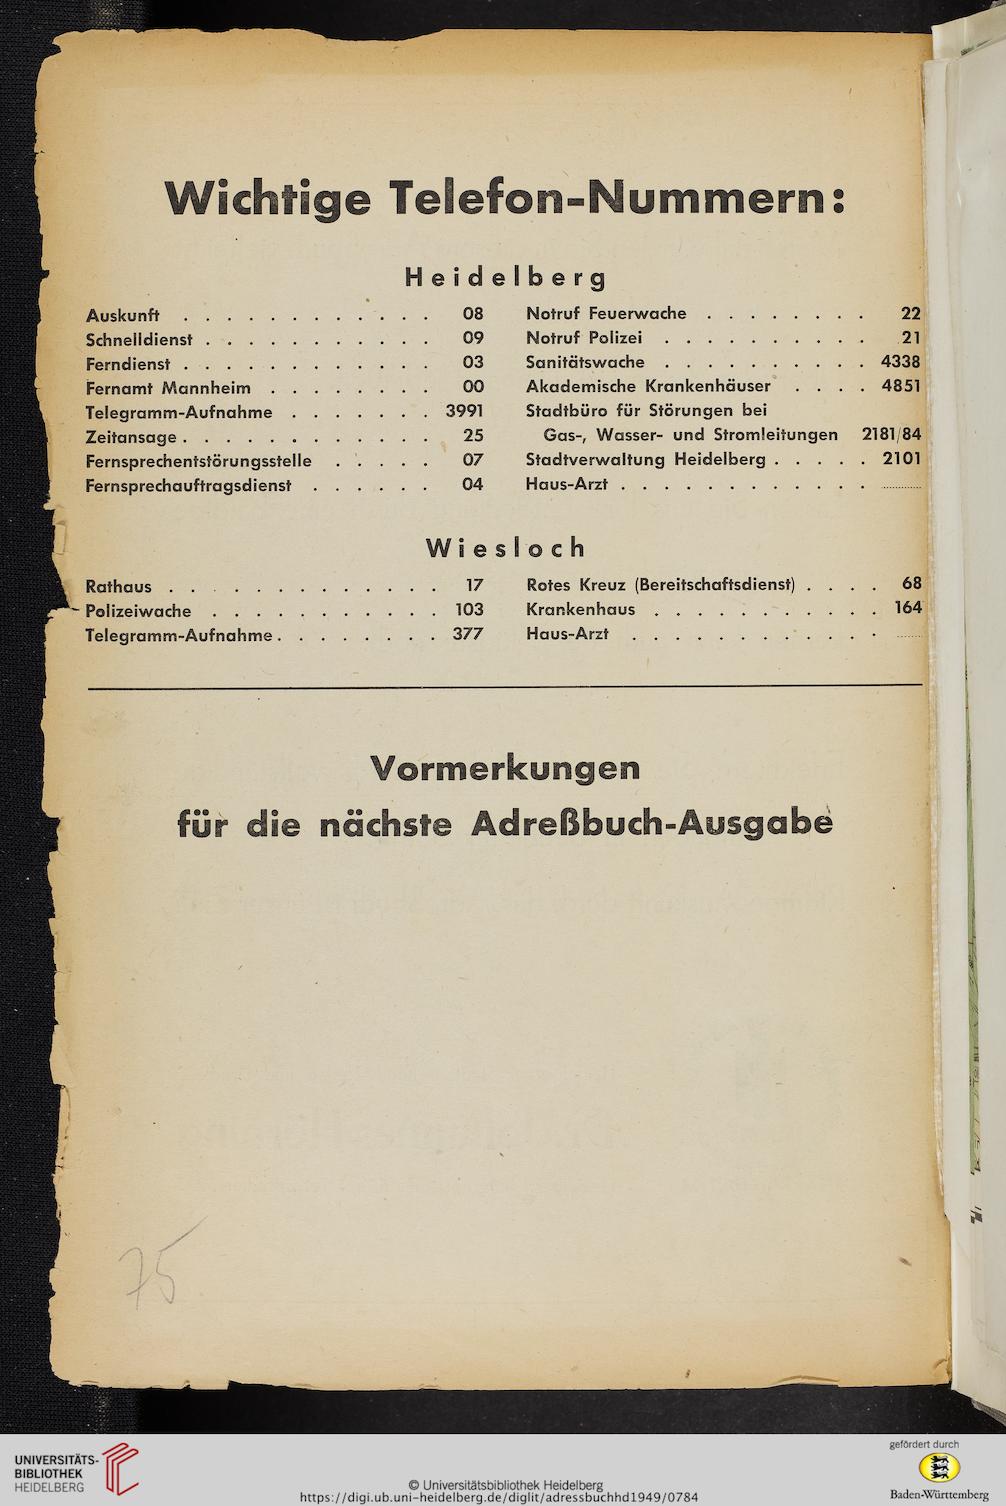 Wichtige Telefon-Nummern:
Heidelberg
Auskunft . . . . . . . . . . . . 08
Schnelldienst . . . . . . . . . . . 09
Ferndienst . . . . . . . . . . . . 03
Fernamt Mannheim . . . . . . . . 00
Telegramm-Aufnahme . . . . . . . 3991
Zeitansage . . . . . . . . . . . . 25
Fernsprechentstörungsstelle . . . . . 07
Fernsprechauftragsdienst . . . . . . 04
Notruf Feuerwache . . . . . . . . 22
Notruf Polizei . . . . . . . . . . 21
Sanitätswache . . . . . . . . . . 4338
Akademische Krankenhäuser . . . . 4851
Stadtbüro für Störungen bei
Gas-, Wasser- und Stromleitungen 2181/84
Stadtverwaltung Heidelberg . . . . . 2101
Haus-Arzt . . . . . . . . . . . . ..........
Wiesloch
Rathaus . . . . . . . . . . . . . 17
Polizeiwache . . . . . . . . . . . 103
Telegramm-Aufnahme . . . . . . . . 377
Rotes Kreuz (Bereitschaftsdienst) . . . . 68
Krankenhaus . . . . . . . . . . . 164
Haus-Arzt . . . . . . . . . . . . ......
Vormerkungen
für die nächste Adreßbuch-Ausgabe
75
UNIVERSITÄTS-
BIBLIOTHEK
HEIDELBERG
© Universitätsbibliothek Heidelberg
https://digi.ub.uni-heidelberg.de/diglit/adressbuchhd1949/0784
gefördert durch
Baden-Württemberg